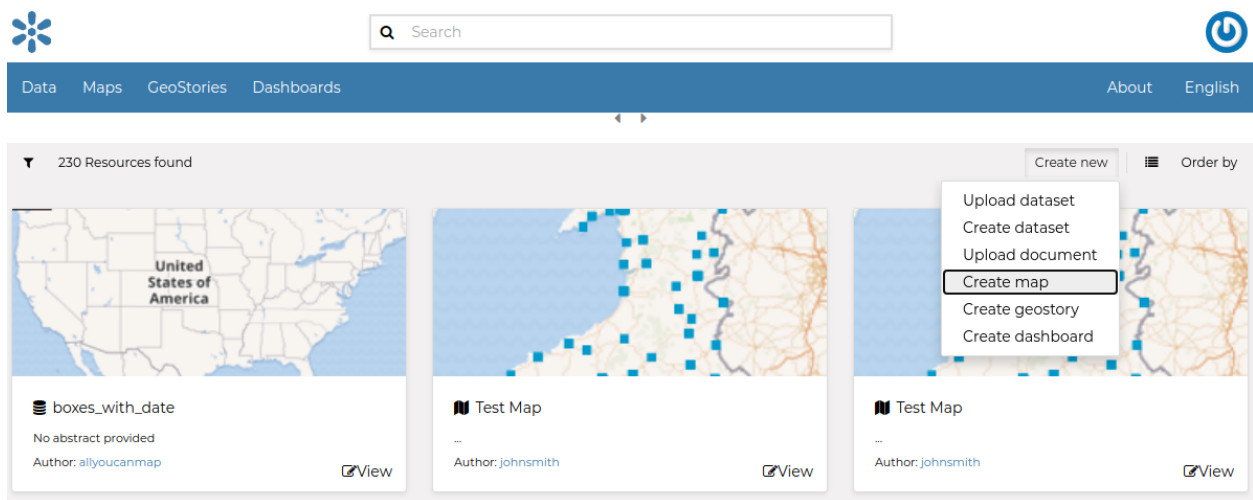 Search
Data Maps GeoStories Dashboards About English
230 Resources found Create new Order by
Upload dataset
Create dataset
Upload document
Create map
Create geostory
Create dashboard
United
States of
America
boxes_with_date
No abstract provided
Author: allyoucanmap
View
Test Map
...
Author: johnsmith
View
Test Map
...
Author: johnsmith
View